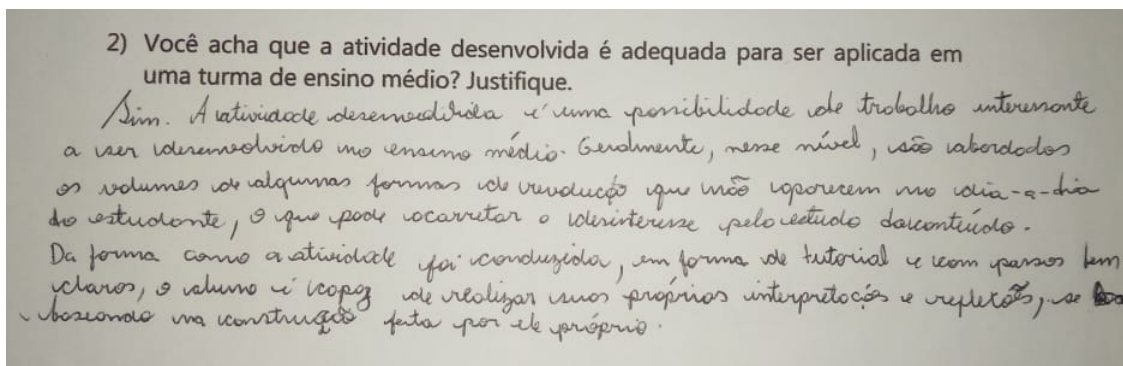 2) Você acha que a atividade desenvolvida é adequada para ser aplicada em
uma turma de ensino médio? Justifique.
Sim. A atividade desenvolvida é uma possibilidade de trabalho interessante
a ser desenvolvido no ensino médio. Geralmente, nesse nível, são abordados
os volumes de algumas formas de revolução que não aparecem no dia-a-dia
do estudante, o que pode acarretar o desinteresse pelo estudo do conteúdo.
Da forma como a atividade foi conduzida, em forma de tutorial e com passos bem
claros, o aluno é capaz de realizar suas próprias interpretações e reflexões, se
baseando na construção feita por ele próprio.